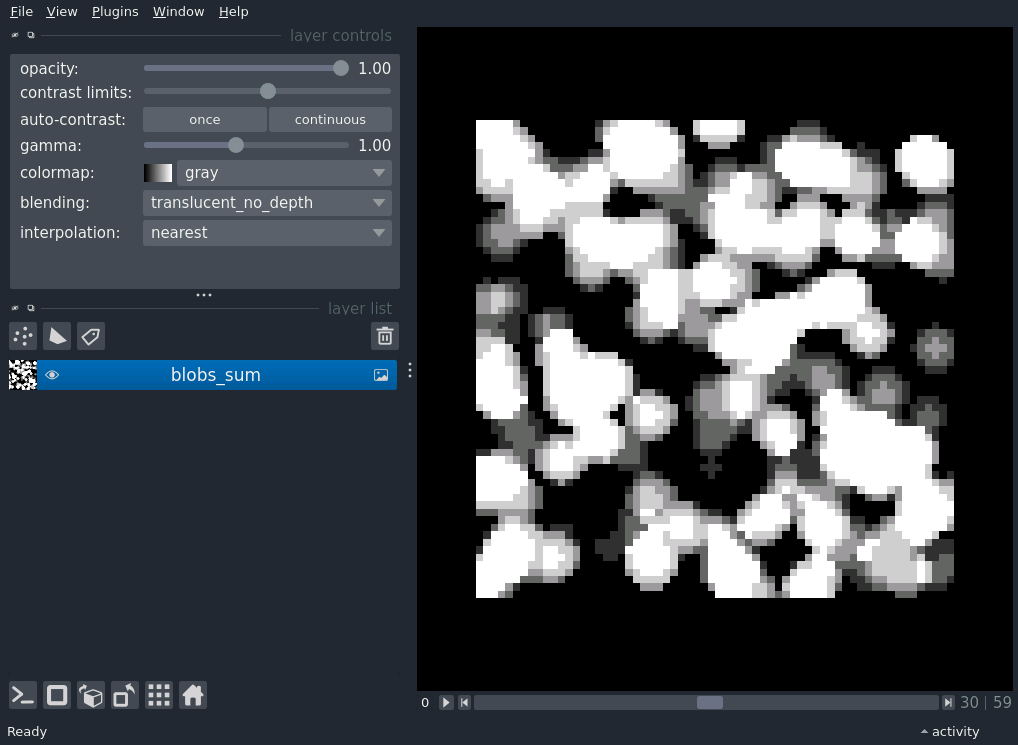 File View Plugins Window Help
layer controls
opacity: 1.00
contrast limits:
auto-contrast: once continuous
gamma: 1.00
colormap: gray
blending: translucent_no_depth
interpolation: nearest
layer list
blobs_sum
0 30 | 59
Ready activity